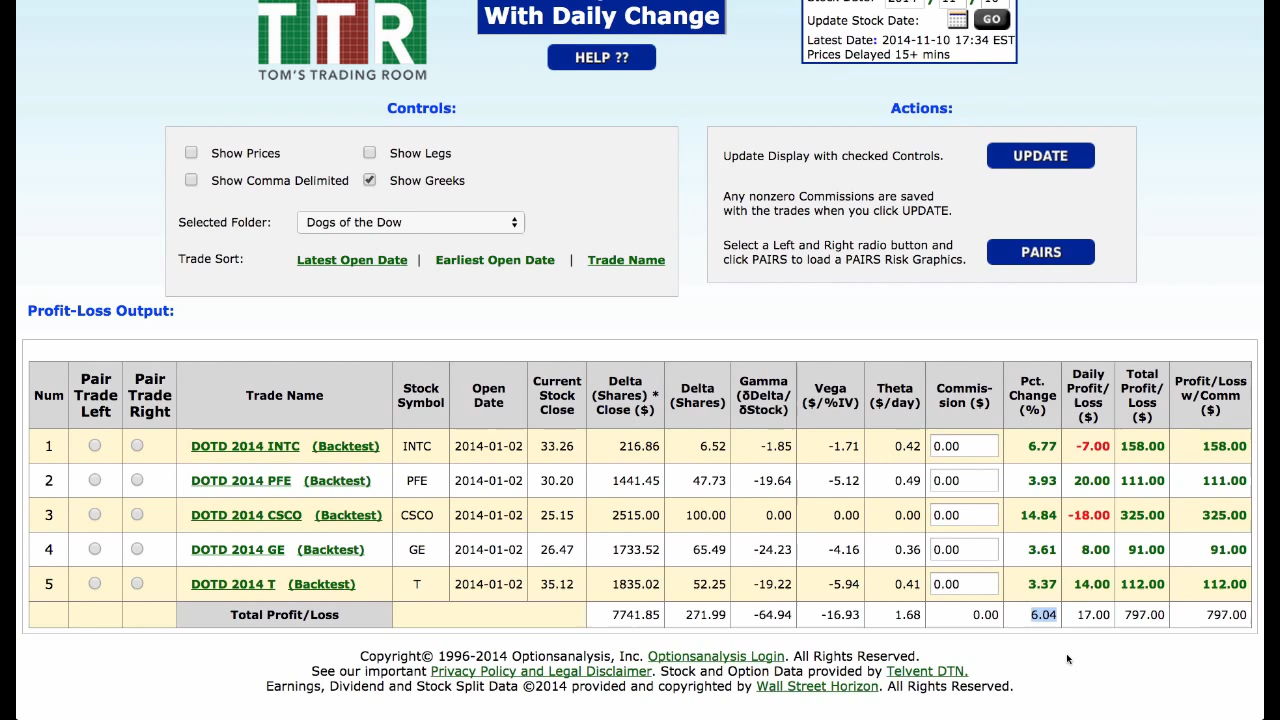 TTR
TOM'S TRADING ROOM
With Daily Change
HELP ??
Update Stock Date: GO
Latest Date: 2014-11-10 17:34 EST
Prices Delayed 15+ mins
Controls:
Show Prices Show Legs
Show Comma Delimited Show Greeks
Selected Folder: Dogs of the Dow
Trade Sort: Latest Open Date | Earliest Open Date | Trade Name
Actions:
Update Display with checked Controls. UPDATE
Any nonzero Commissions are saved
with the trades when you click UPDATE.
Select a Left and Right radio button and
click PAIRS to load a PAIRS Risk Graphics.
PAIRS
Profit-Loss Output:
Num Pair Trade Left Pair Trade Right Trade Name Stock Symbol Open Date Current Stock Close Delta (Shares) * Close ($) Delta (Shares) Gamma (δDelta/ δStock) Vega ($/%IV) Theta ($/day) Commis- sion ($) Pct. Change (%) Daily Profit/ Loss ($) Total Profit/ Loss ($) Profit/Loss w/Comm ($)
1 DOTD 2014 INTC (Backtest) INTC 2014-01-02 33.26 216.86 6.52 -1.85 -1.71 0.42 0.00 6.77 -7.00 158.00 158.00
2 DOTD 2014 PFE (Backtest) PFE 2014-01-02 30.20 1441.45 47.73 -19.64 -5.12 0.49 0.00 3.93 20.00 111.00 111.00
3 DOTD 2014 CSCO (Backtest) CSCO 2014-01-02 25.15 2515.00 100.00 0.00 0.00 0.00 0.00 14.84 -18.00 325.00 325.00
4 DOTD 2014 GE (Backtest) GE 2014-01-02 26.47 1733.52 65.49 -24.23 -4.16 0.36 0.00 3.61 8.00 91.00 91.00
5 DOTD 2014 T (Backtest) T 2014-01-02 35.12 1835.02 52.25 -19.22 -5.94 0.41 0.00 3.37 14.00 112.00 112.00
Total Profit/Loss 7741.85 271.99 -64.94 -16.93 1.68 0.00 6.04 17.00 797.00 797.00
Copyright© 1996-2014 Optionsanalysis, Inc. Optionsanalysis Login. All Rights Reserved.
See our important Privacy Policy and Legal Disclaimer. Stock and Option Data provided by Telvent DTN.
Earnings, Dividend and Stock Split Data ©2014 provided and copyrighted by Wall Street Horizon. All Rights Reserved.